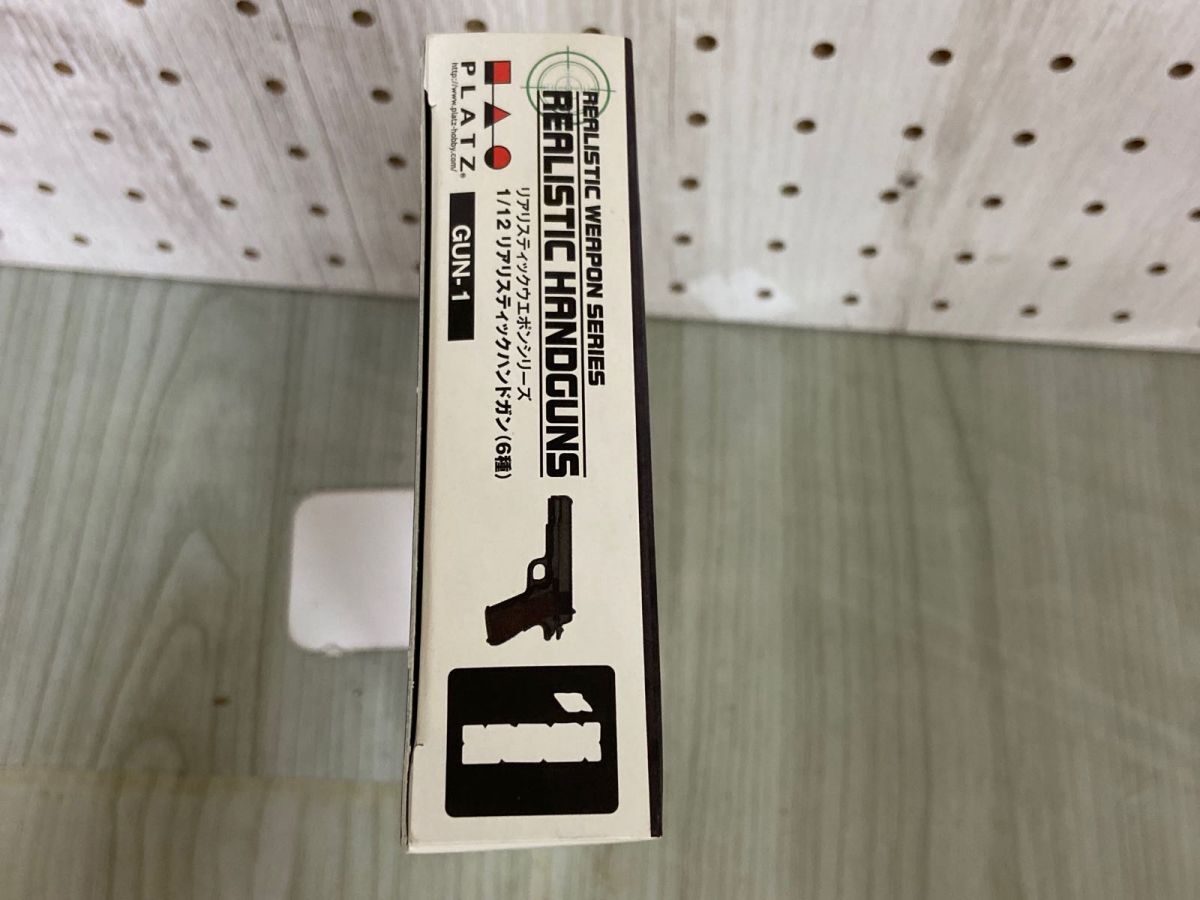 REALISTIC WEAPON SERIES
REALISTIC HANDGUNS
リアリスティックウエポンシリーズ
1/12 リアリスティックハンドガン(6種)
PLATZ®
http://www.platz-hobby.com/
GUN-1